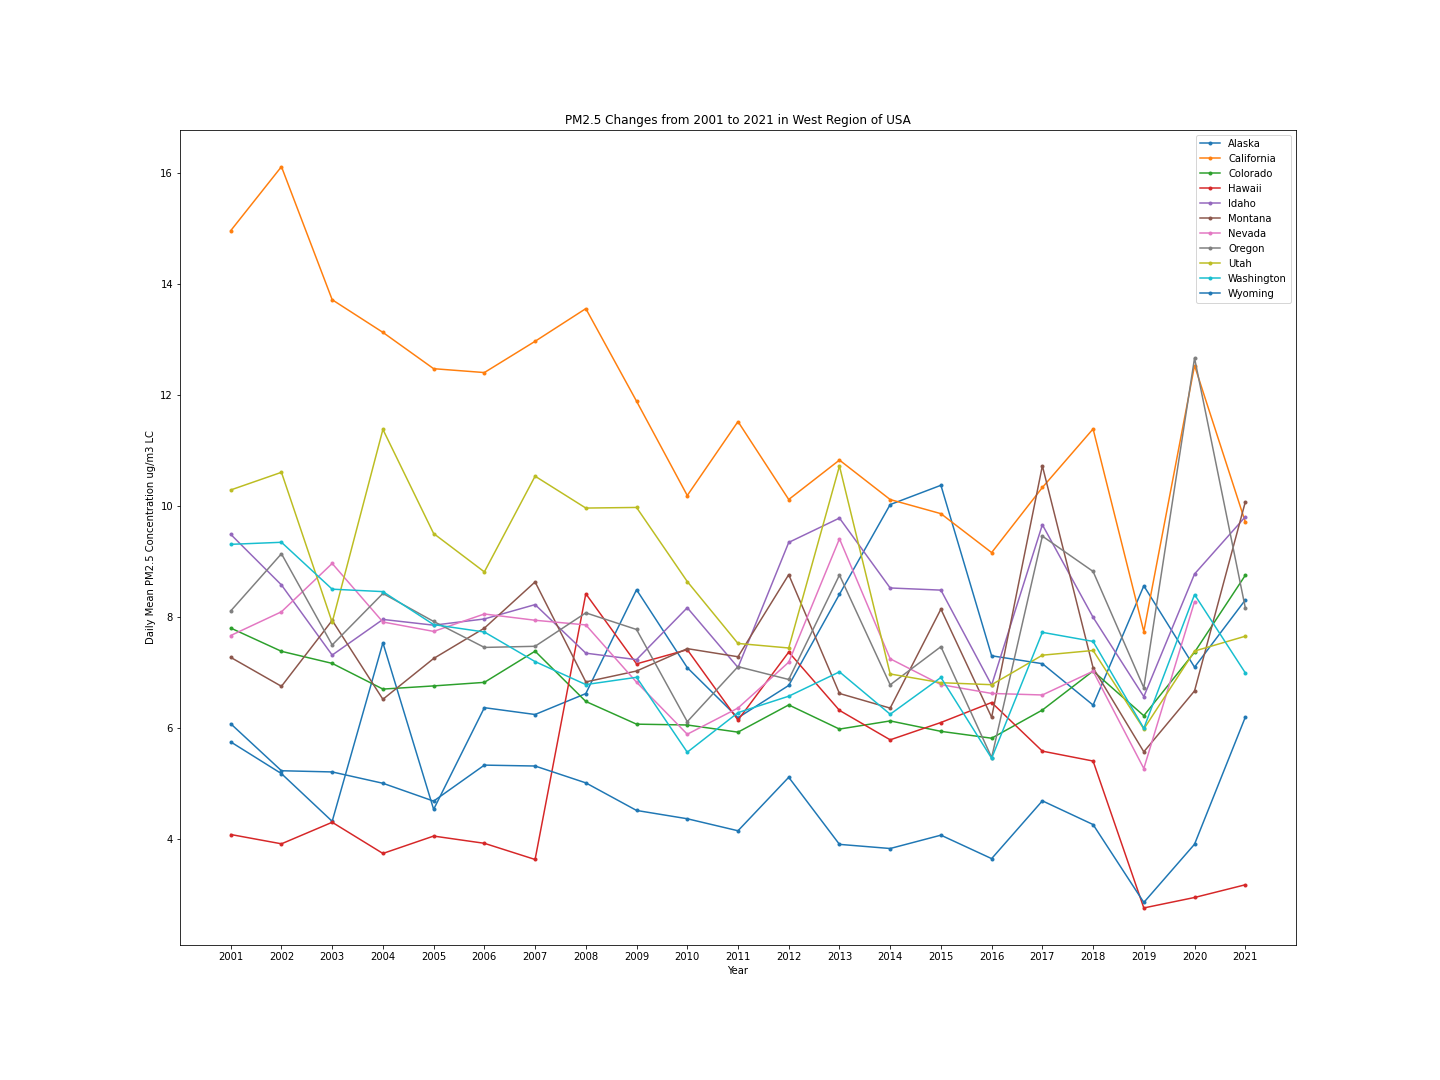 PM2.5 Changes from 2001 to 2021 in West Region of USA
Alaska
California
Colorado
Hawaii
Idaho
Montana
Nevada
Oregon
Utah
Washington
Wyoming
16
14
12
10
8
6
4
Daily Mean PM2.5 Concentration ug/m3 LC
2001 2002 2003 2004 2005 2006 2007 2008 2009 2010 2011 2012 2013 2014 2015 2016 2017 2018 2019 2020 2021
Year